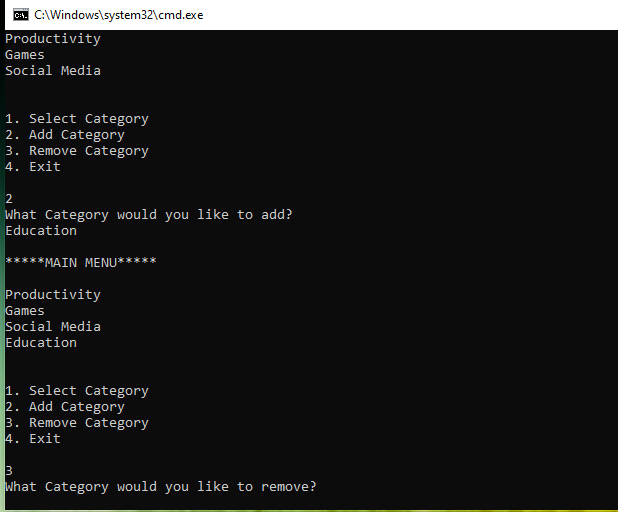 C:\Windows\system32\cmd.exe
Productivity
Games
Social Media
1. Select Category
2. Add Category
3. Remove Category
4. Exit
2
What Category would you like to add?
Education
*****MAIN MENU*****
Productivity
Games
Social Media
Education
1. Select Category
2. Add Category
3. Remove Category
4. Exit
3
What Category would you like to remove?